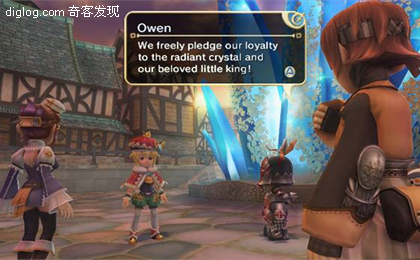 diglog.com 奇客发现
Owen
We freely pledge our loyalty
to the radiant crystal and
our beloved little king!
A